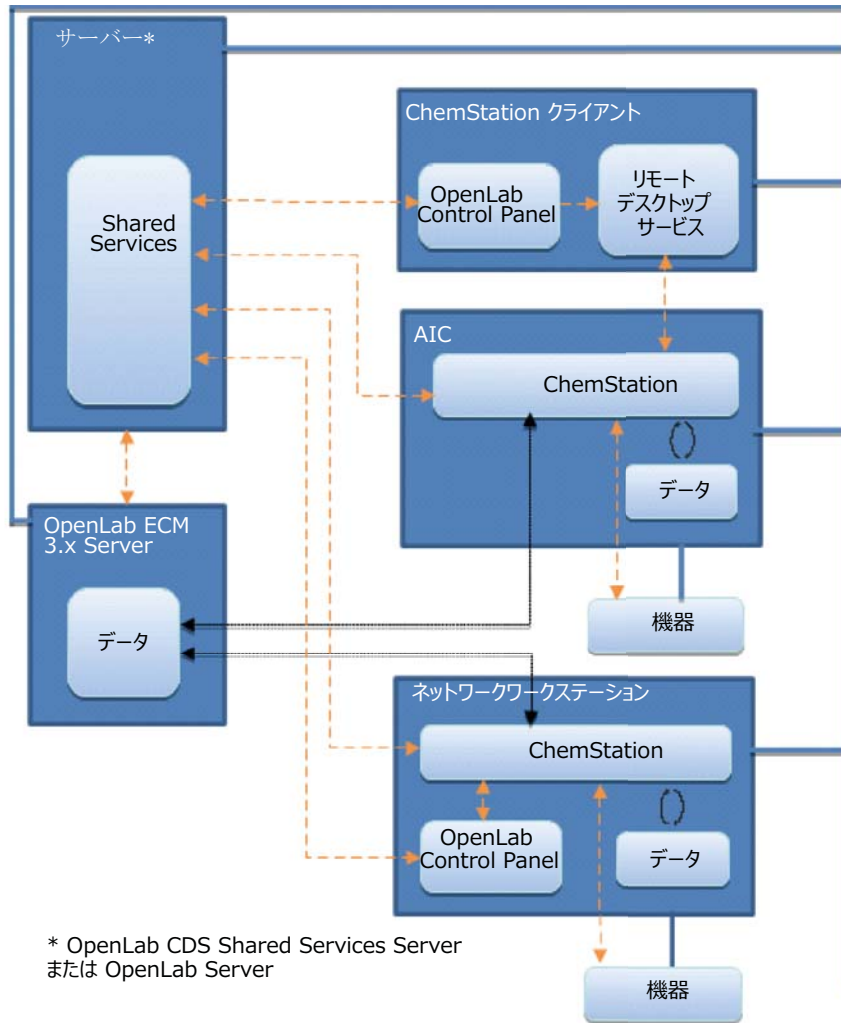 サーバー*
Shared
Services
ChemStation クライアント
OpenLab
Control Panel
リモート
デスクトップ
サービス
AIC
ChemStation
データ
機器
OpenLab ECM
3.x Server
データ
ネットワークワークステーション
ChemStation
OpenLab
Control Panel
データ
機器
* OpenLab CDS Shared Services Server
または OpenLab Server